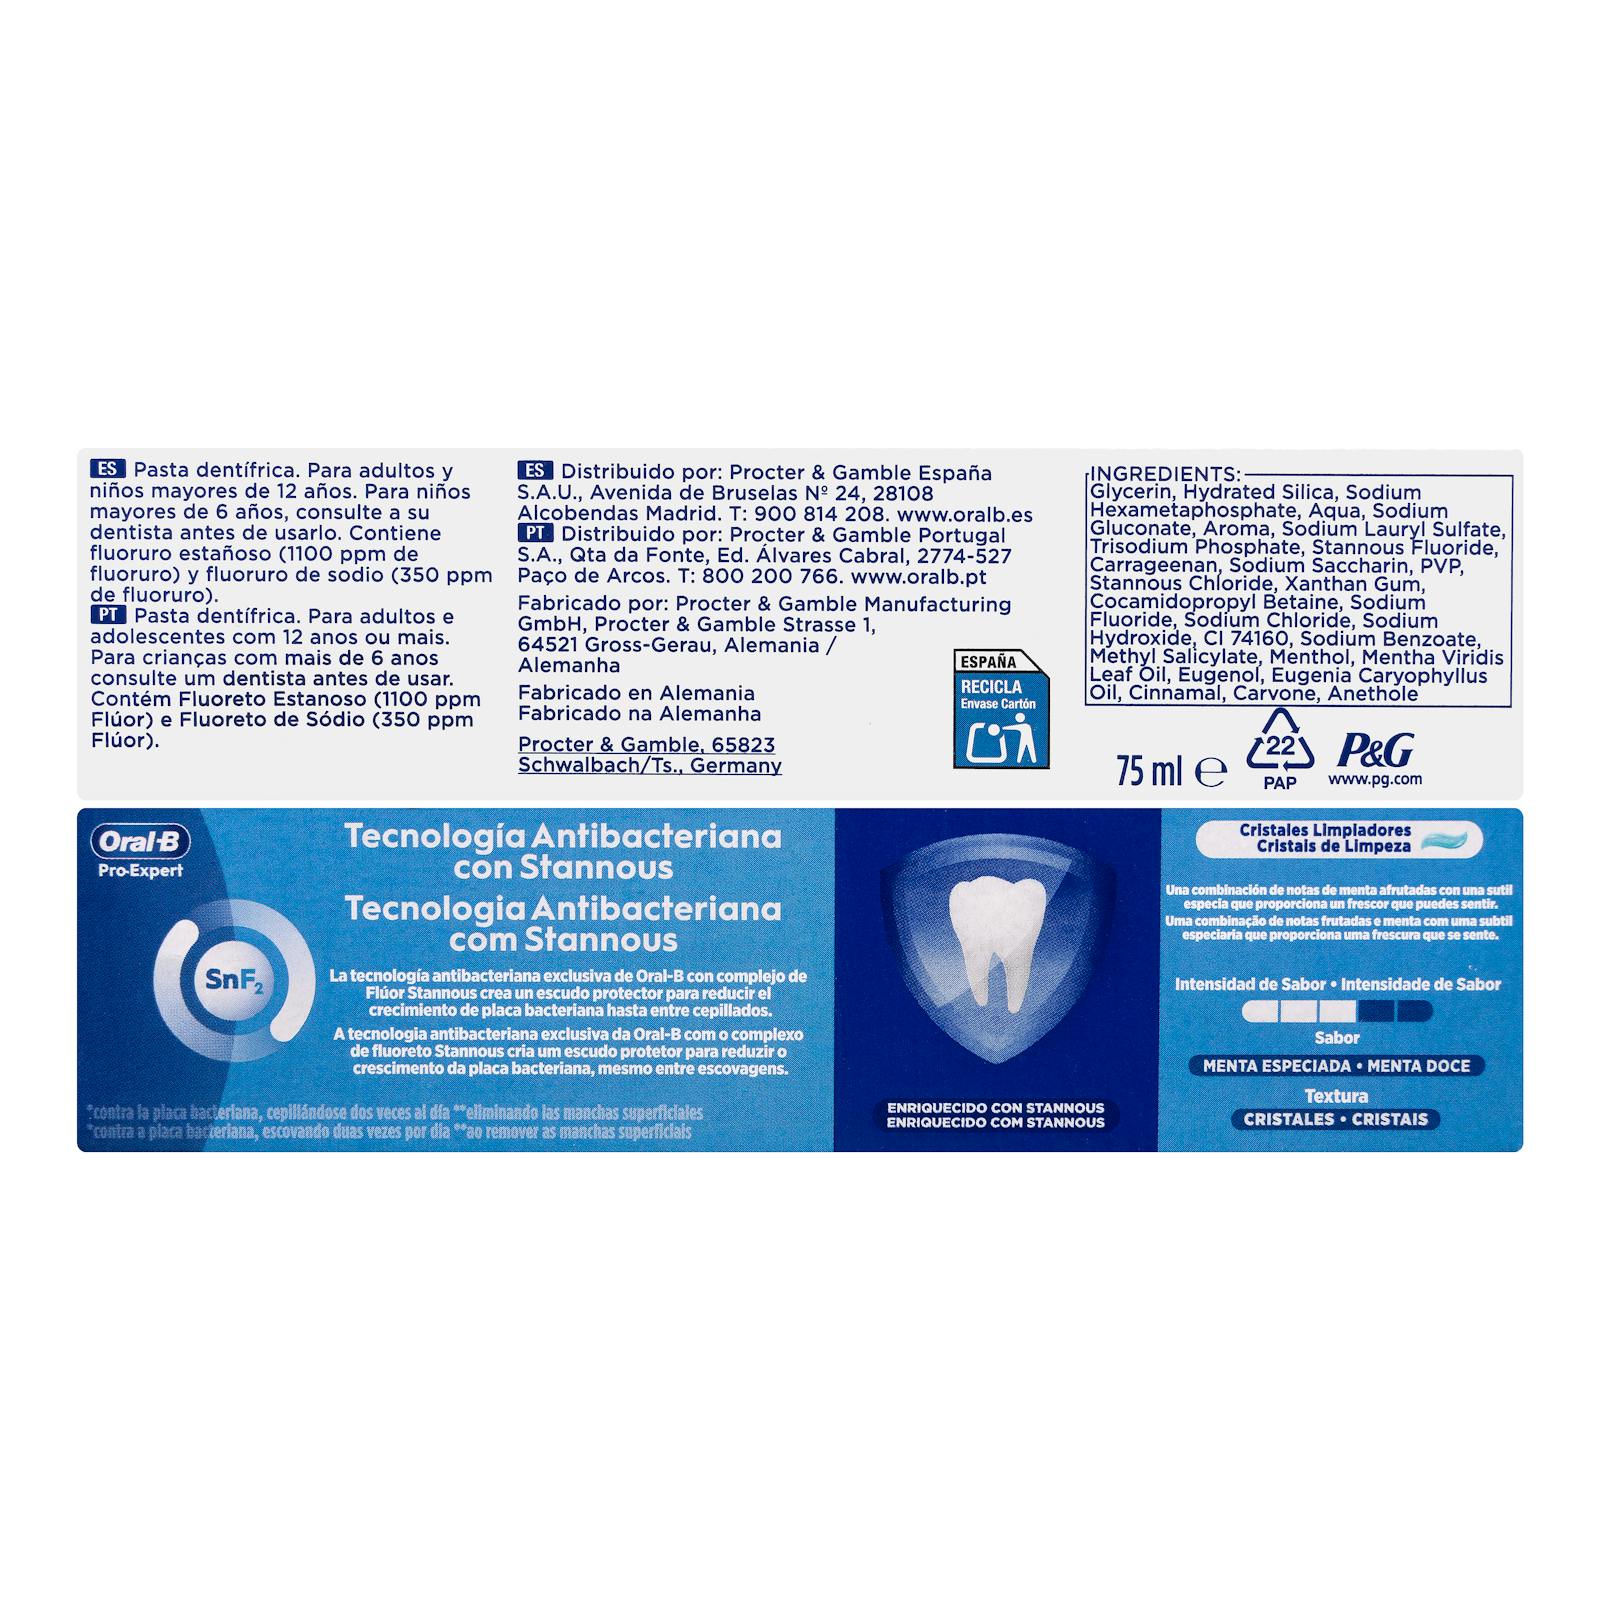 ES Pasta dentífrica. Para adultos y
niños mayores de 12 años. Para niños
mayores de 6 años, consulte a su
dentista antes de usarlo. Contiene
fluoruro estañoso (1100 ppm de
fluoruro) y fluoruro de sodio (350 ppm
de fluoruro).
PT Pasta dentífrica. Para adultos e
adolescentes com 12 anos ou mais.
Para crianças com mais de 6 anos
consulte um dentista antes de usar.
Contém Fluoreto Estanoso (1100 ppm
Flúor) e Fluoreto de Sódio (350 ppm
Flúor).
ES Distribuido por: Procter & Gamble España
S.A.U., Avenida de Bruselas Nº 24, 28108
Alcobendas Madrid. T: 900 814 208. www.oralb.es
PT Distribuido por: Procter & Gamble Portugal
S.A., Qta da Fonte, Ed. Álvares Cabral, 2774-527
Paço de Arcos. T: 800 200 766. www.oralb.pt
Fabricado por: Procter & Gamble Manufacturing
GmbH, Procter & Gamble Strasse 1,
64521 Gross-Gerau, Alemania /
Alemanha
Fabricado en Alemania
Fabricado na Alemanha
Procter & Gamble, 65823
Schwalbach/Ts., Germany
ESPAÑA
RECICLA
Envase Cartón
INGREDIENTS:
Glycerin, Hydrated Silica, Sodium
Hexametaphosphate, Aqua, Sodium
Gluconate, Aroma, Sodium Lauryl Sulfate,
Trisodium Phosphate, Stannous Fluoride,
Carrageenan, Sodium Saccharin, PVP,
Stannous Chloride, Xanthan Gum,
Cocamidopropyl Betaine, Sodium
Fluoride, Sodium Chloride, Sodium
Hydroxide, CI 74160, Sodium Benzoate,
Methyl Salicylate, Menthol, Mentha Viridis
Leaf Oil, Eugenol, Eugenia Caryophyllus
Oil, Cinnamal, Carvone, Anethole
75 ml ℮
22
PAP
P&G
www.pg.com
Oral-B
Pro-Expert
SnF₂
Tecnología Antibacteriana
con Stannous
Tecnologia Antibacteriana
com Stannous
La tecnología antibacteriana exclusiva de Oral-B con complejo de
Flúor Stannous crea un escudo protector para reducir el
crecimiento de placa bacteriana hasta entre cepillados.
A tecnologia antibacteriana exclusiva da Oral-B com o complexo
de fluoreto Stannous cria um escudo protetor para reduzir o
crescimento da placa bacteriana, mesmo entre escovagens.
*contra la placa bacteriana, cepillándose dos veces al día **eliminando las manchas superficiales
*contra a placa bacteriana, escovando duas vezes por dia **ao remover as manchas superficiais
ENRIQUECIDO CON STANNOUS
ENRIQUECIDO COM STANNOUS
Cristales Limpiadores
Cristais de Limpeza
Una combinación de notas de menta afrutadas con una sutil
especia que proporciona un frescor que puedes sentir.
Uma combinação de notas frutadas e menta com uma subtil
especiaria que proporciona uma frescura que se sente.
Intensidad de Sabor • Intensidade de Sabor
Sabor
MENTA ESPECIADA • MENTA DOCE
Textura
CRISTALES • CRISTAIS